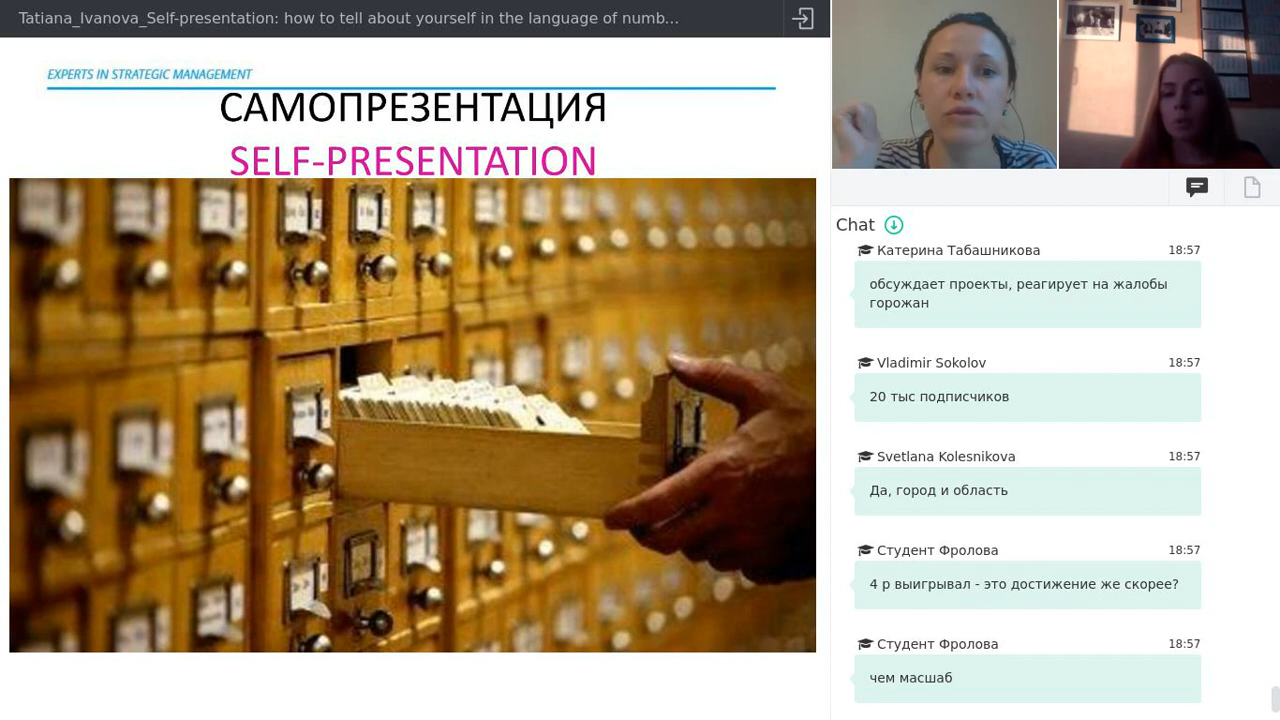 Tatiana_Ivanova_Self-presentation: how to tell about yourself in the language of numb...
EXPERTS IN STRATEGIC MANAGEMENT
САМОПРЕЗЕНТАЦИЯ
SELF-PRESENTATION
Chat
Катерина Табашникова 18:57
обсуждает проекты, реагирует на жалобы
горожан
Vladimir Sokolov 18:57
20 тыс подписчиков
Svetlana Kolesnikova 18:57
Да, город и область
Студент Фролова 18:57
4 р выигрывал - это достижение же скорее?
Студент Фролова 18:57
чем масшаб